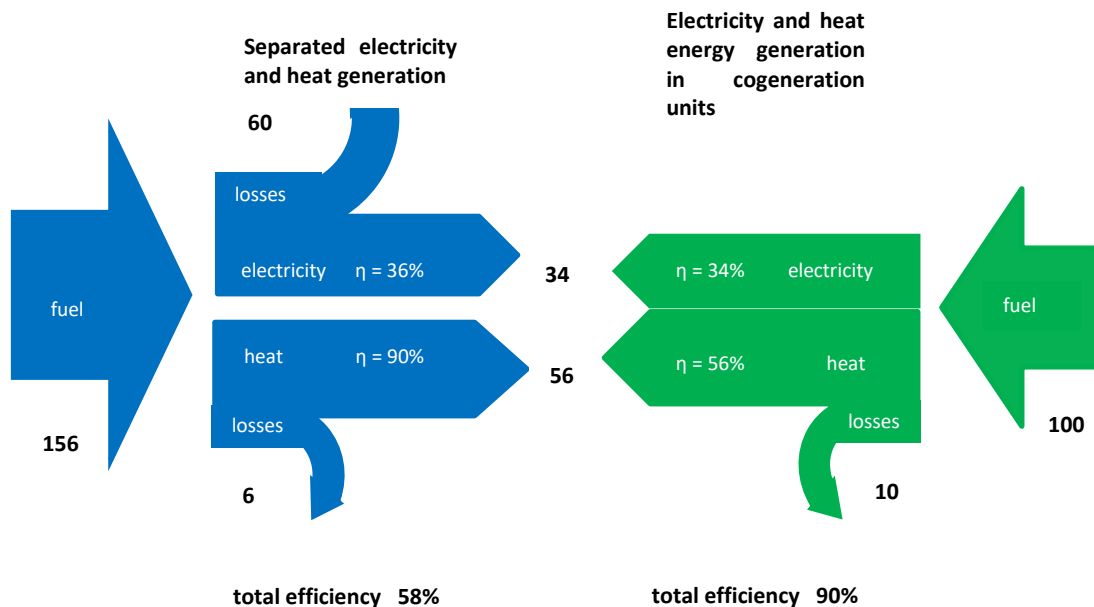 Separated electricity
and heat generation
Electricity and heat
energy generation
in cogeneration
units
60
losses
electricity η = 36%
34
η = 34% electricity
fuel
fuel
heat η = 90%
56
η = 56% heat
losses
losses
156
100
6
10
total efficiency 58%
total efficiency 90%